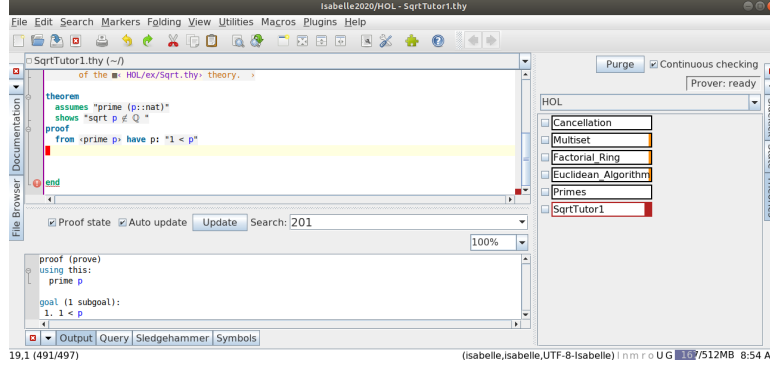 Isabelle2020/HOL - SqrtTutor1.thy
File Edit Search Markers Folding View Utilities Macros Plugins Help
SqrtTutor1.thy (~/)
of the HOL/ex/Sqrt.thy› theory. ›
theorem
assumes "prime (p::nat)"
shows "sqrt p ∉ ℚ "
proof
from ‹prime p› have p: "1 < p"
end
Documentation
File Browser
Proof state Auto update Update Search: 201
100%
proof (prove)
using this:
prime p
goal (1 subgoal):
1. 1 < p
Output Query Sledgehammer Symbols
Purge Continuous checking
Prover: ready
HOL
Cancellation
Multiset
Factorial_Ring
Euclidean_Algorithm
Primes
SqrtTutor1
State
Theories
19,1 (491/497)
(isabelle,isabelle,UTF-8-Isabelle) l n m r o U G 167/512MB 8:54 A